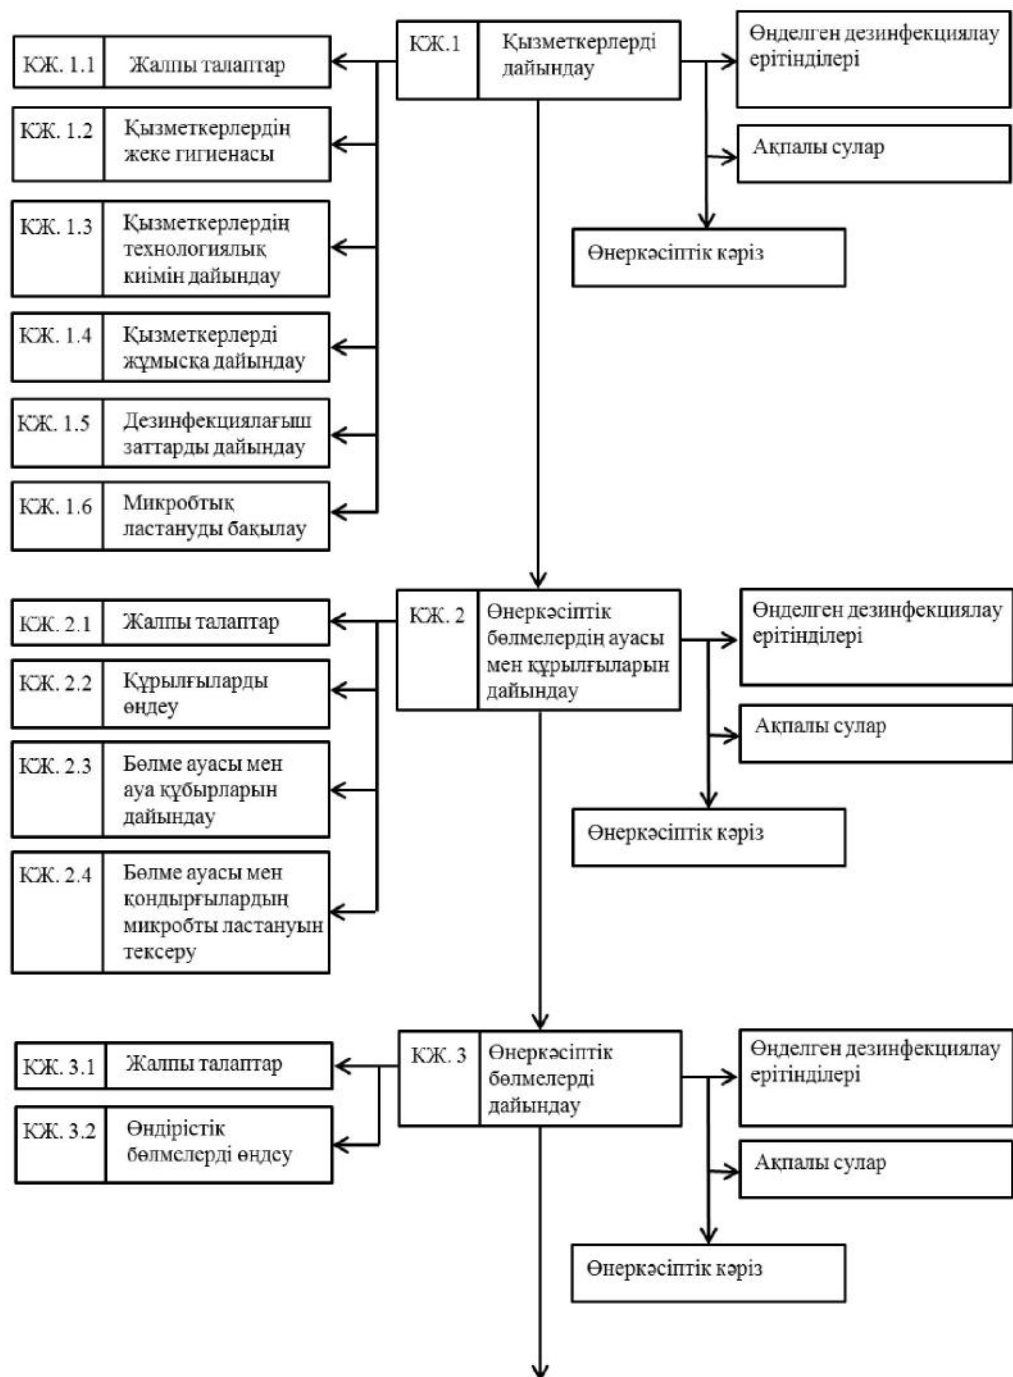 КЖ.1
Қызметкерлерді
дайындау
Өңделген дезинфекциялау
ерітінділері
Ақпалы сулар
Өнеркәсіптік кәріз
КЖ. 1.1
Жалпы талаптар
КЖ. 1.2
Қызметкерлердің
жеке гигиенасы
КЖ. 1.3
Қызметкерлердің
технологиялық
киімін дайындау
КЖ. 1.4
Қызметкерлерді
жұмысқа дайындау
КЖ. 1.5
Дезинфекциялағыш
заттарды дайындау
КЖ. 1.6
Микробтық
ластануды бақылау
КЖ. 2
Өнеркәсіптік
бөлмелердің ауасы
мен құрылғыларын
дайындау
Өңделген дезинфекциялау
ерітінділері
Ақпалы сулар
Өнеркәсіптік кәріз
КЖ. 2.1
Жалпы талаптар
КЖ. 2.2
Құрылғыларды
өңдеу
КЖ. 2.3
Бөлме ауасы мен
ауа құбырларын
дайындау
КЖ. 2.4
Бөлме ауасы мен
қондырғылардың
микробты ластануын
тексеру
КЖ. 3
Өнеркәсіптік
бөлмелерді
дайындау
Өңделген дезинфекциялау
ерітінділері
Ақпалы сулар
Өнеркәсіптік кәріз
КЖ. 3.1
Жалпы талаптар
КЖ. 3.2
Өндірістік
бөлмелерді өңдеу